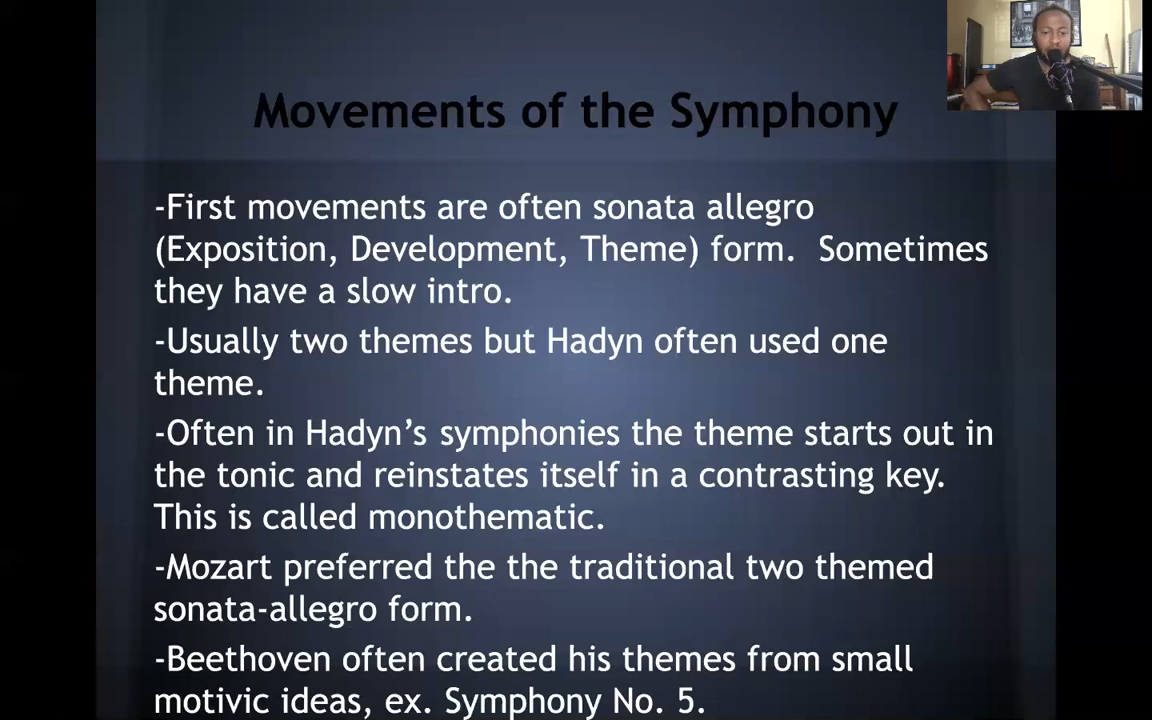 Movements of the Symphony
-First movements are often sonata allegro
(Exposition, Development, Theme) form.  Sometimes
they have a slow intro.
-Usually two themes but Hadyn often used one
theme.
-Often in Hadyn’s symphonies the theme starts out in
the tonic and reinstates itself in a contrasting key.
This is called monothematic.
-Mozart preferred the the traditional two themed
sonata-allegro form.
-Beethoven often created his themes from small
motivic ideas, ex. Symphony No. 5.